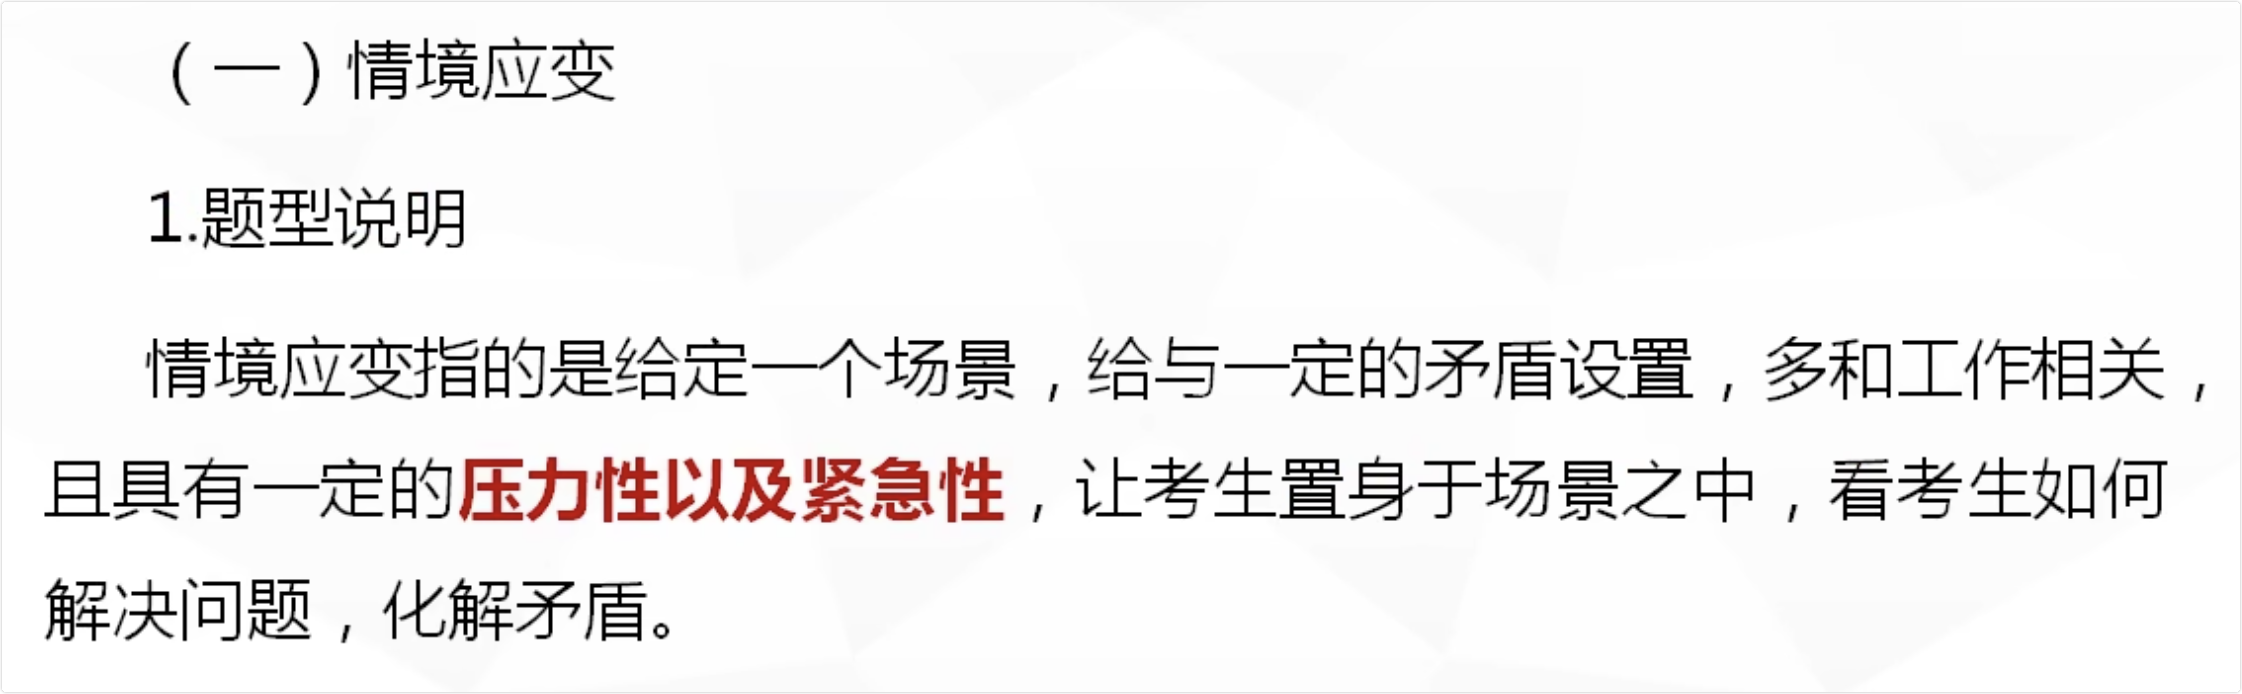 （一）情境应变
1.题型说明
情境应变指的是给定一个场景，给与一定的矛盾设置，多和工作相关，
且具有一定的压力性以及紧急性，让考生置身于场景之中，看考生如何
解决问题，化解矛盾。